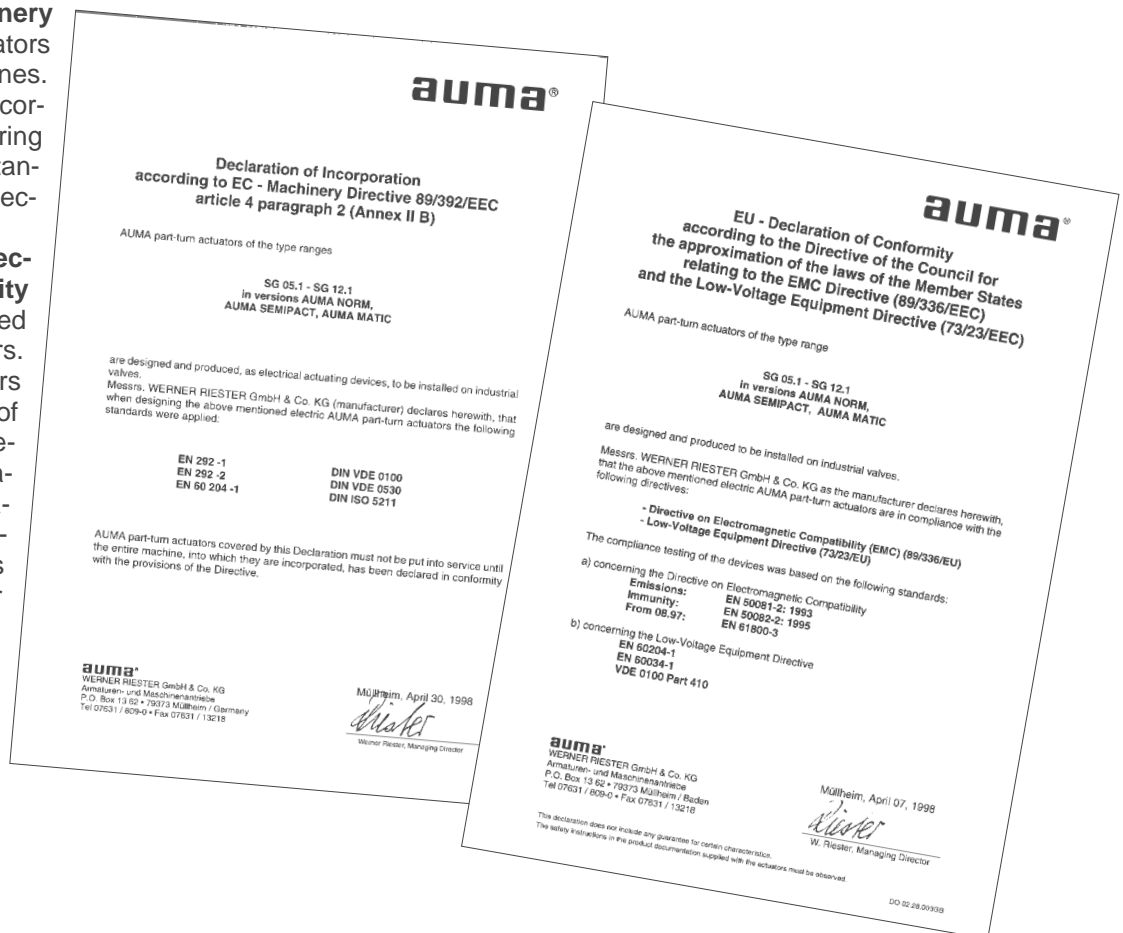 nery
ators
nes.
cor-
ring
tan-
ec-
ec-
ity
ed
rs.
rs
of
e-
a-
-
-
s
.
auma®
Declaration of Incorporation
according to EC - Machinery Directive 89/392/EEC
article 4 paragraph 2 (Annex II B)
AUMA part-turn actuators of the type ranges
SG 05.1 - SG 12.1
in versions AUMA NORM,
AUMA SEMIPACT, AUMA MATIC
are designed and produced, as electrical actuating devices, to be installed on industrial
valves.
Messrs. WERNER RIESTER GmbH & Co. KG (manufacturer) declares herewith, that
when designing the above mentioned electric AUMA part-turn actuators the following
standards were applied:
EN 292 -1
EN 292 -2
EN 60 204 -1
DIN VDE 0100
DIN VDE 0530
DIN ISO 5211
AUMA part-turn actuators covered by this Declaration must not be put into service until
the entire machine, into which they are incorporated, has been declared in conformity
with the provisions of the Directive.
auma®
WERNER RIESTER GmbH & Co. KG
Armaturen- und Maschinenantriebe
P.O. Box 13 62 • 79373 Müllheim / Germany
Tel 07631 / 809-0 • Fax 07631 / 13218
Müllheim, April 30, 1998
Riester
Werner Riester, Managing Director
auma®
EU - Declaration of Conformity
according to the Directive of the Council for
the approximation of the laws of the Member States
relating to the EMC Directive (89/336/EEC)
and the Low-Voltage Equipment Directive (73/23/EEC)
AUMA part-turn actuators of the type range
SG 05.1 - SG 12.1
in versions AUMA NORM,
AUMA SEMIPACT, AUMA MATIC
are designed and produced to be installed on industrial valves.
Messrs. WERNER RIESTER GmbH & Co. KG as the manufacturer declares herewith,
that the above mentioned electric AUMA part-turn actuators are in compliance with the
following directives:
- Directive on Electromagnetic Compatibility (EMC) (89/336/EU)
- Low-Voltage Equipment Directive (73/23/EU)
The compliance testing of the devices was based on the following standards:
a) concerning the Directive on Electromagnetic Compatibility
Emissions: EN 50081-2: 1993
Immunity: EN 50082-2: 1995
From 08.97: EN 61800-3
b) concerning the Low-Voltage Equipment Directive
EN 60204-1
EN 60034-1
VDE 0100 Part 410
auma®
WERNER RIESTER GmbH & Co. KG
Armaturen- und Maschinenantriebe
P.O. Box 13 62 • 79373 Müllheim / Baden
Tel 07631 / 809-0 • Fax 07631 / 13218
Müllheim, April 07, 1998
Riester
W. Riester, Managing Director
This declaration does not include any guarantee for certain characteristics.
The safety instructions in the product documentation supplied with the actuators must be observed.
DO 02.28.003GB